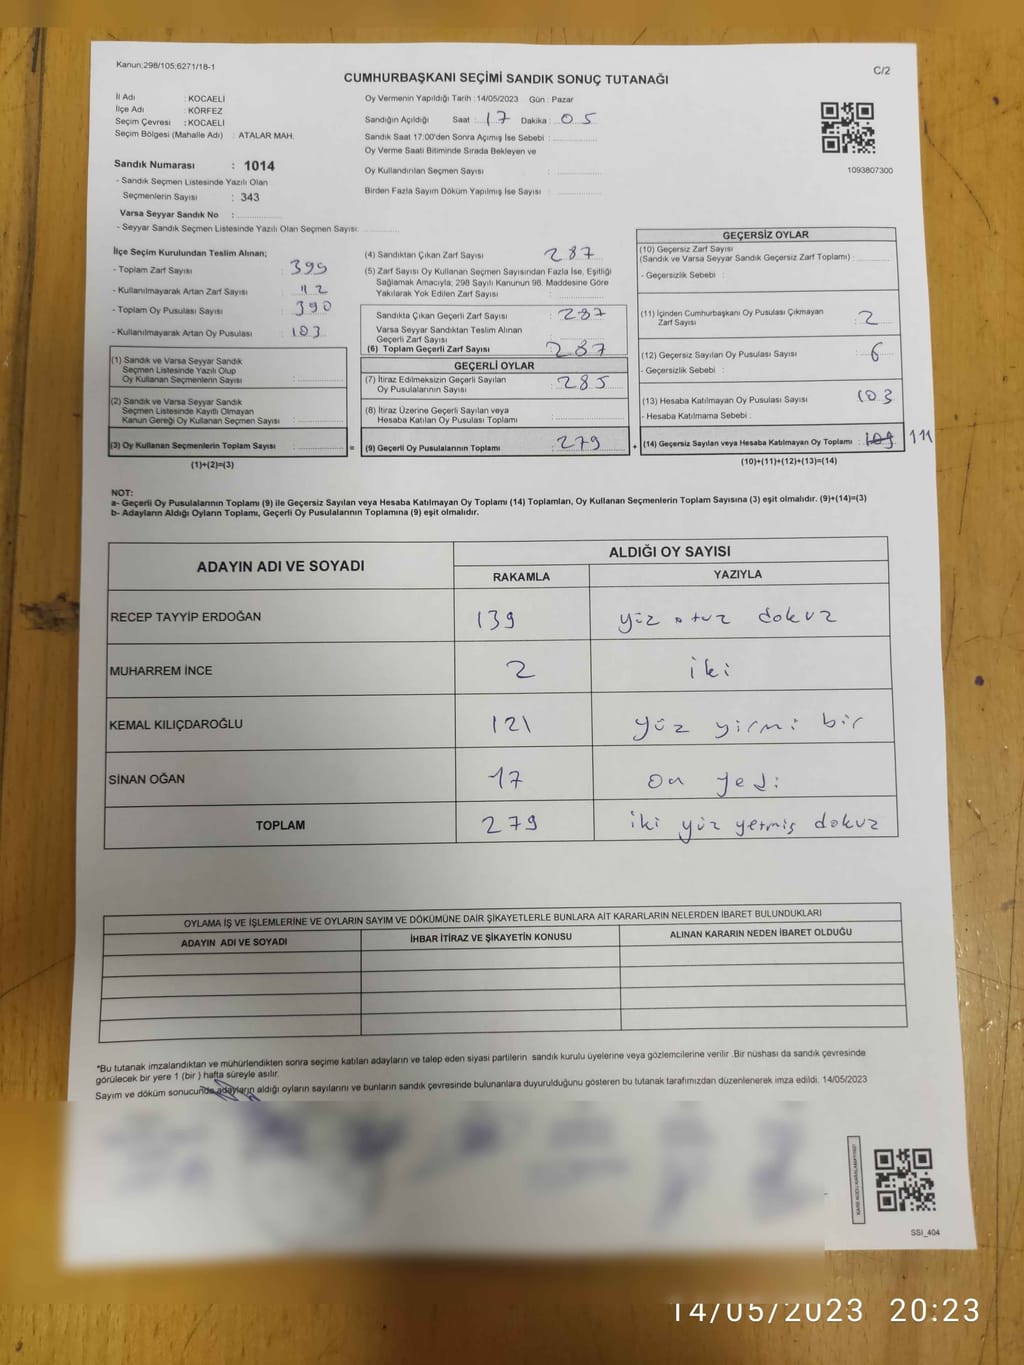 Kanun:298/105;6271/18-1
C/2
CUMHURBAŞKANI SEÇİMİ SANDIK SONUÇ TUTANAĞI
İl Adı : KOCAELİ
İlçe Adı : KÖRFEZ
Seçim Çevresi : KOCAELİ
Seçim Bölgesi (Mahalle Adı) : ATALAR MAH.
Sandık Numarası : 1014
- Sandık Seçmen Listesinde Yazılı Olan
Seçmenlerin Sayısı : 343
Varsa Seyyar Sandık No :
- Seyyar Sandık Seçmen Listesinde Yazılı Olan Seçmen Sayısı:
Oy Vermenin Yapıldığı Tarih :14/05/2023 Gün : Pazar
Sandığın Açıldığı Saat : 17 Dakika : 05
Sandık Saat 17:00'den Sonra Açmış İse Sebebi :
Oy Verme Saati Bitiminde Sırada Bekleyen ve
Oy Kullandırılan Seçmen Sayısı :
Birden Fazla Sayım Döküm Yapılmış İse Sayısı :
1093807300
İlçe Seçim Kurulundan Teslim Alınan;
- Toplam Zarf Sayısı : 399
- Kullanılmayarak Artan Zarf Sayısı : 112
- Toplam Oy Pusulası Sayısı : 390
- Kullanılmayarak Artan Oy Pusulası : 103
(1) Sandık ve Varsa Seyyar Sandık
Seçmen Listesinde Yazılı Olup
Oy Kullanan Seçmenlerin Sayısı :
(2) Sandık ve Varsa Seyyar Sandık
Seçmen Listesinde Kayıtlı Olmayan
Kanun Gereği Oy Kullanan Seçmen Sayısı :
(3) Oy Kullanan Seçmenlerin Toplam Sayısı :
(1)+(2)=(3)
(4) Sandıktan Çıkan Zarf Sayısı : 287
(5) Zarf Sayısı Oy Kullanan Seçmen Sayısından Fazla İse, Eşitliği
Sağlamak Amacıyla; 298 Sayılı Kanunun 98. Maddesine Göre
Yakılarak Yok Edilen Zarf Sayısı :
Sandıkta Çıkan Geçerli Zarf Sayısı : 287
Varsa Seyyar Sandıktan Teslim Alınan
Geçerli Zarf Sayısı :
(6) Toplam Geçerli Zarf Sayısı : 287
GEÇERLİ OYLAR
(7) İtiraz Edilmeksizin Geçerli Sayılan
Oy Pusulalarının Sayısı : 285
(8) İtiraz Üzerine Geçerli Sayılan veya
Hesaba Katılan Oy Pusulası Toplamı :
= (9) Geçerli Oy Pusulalarının Toplamı : 279
GEÇERSİZ OYLAR
(10) Geçersiz Zarf Sayısı
(Sandık ve Varsa Seyyar Sandık Geçersiz Zarf Toplamı) :
- Geçersizlik Sebebi :
(11) İçinden Cumhurbaşkanı Oy Pusulası Çıkmayan
Zarf Sayısı : 2
(12) Geçersiz Sayılan Oy Pusulası Sayısı : 6
- Geçersizlik Sebebi :
(13) Hesaba Katılmayan Oy Pusulası Sayısı : 103
- Hesaba Katılmama Sebebi :
+ (14) Geçersiz Sayılan veya Hesaba Katılmayan Oy Toplamı : 111
(10)+(11)+(12)+(13)=(14)
NOT:
a- Geçerli Oy Pusulalarının Toplamı (9) ile Geçersiz Sayılan veya Hesaba Katılmayan Oy Toplamı (14) Toplamları, Oy Kullanan Seçmenlerin Toplam Sayısına (3) eşit olmalıdır. (9)+(14)=(3)
b- Adayların Aldığı Oyların Toplamı, Geçerli Oy Pusulalarının Toplamına (9) eşit olmalıdır.
ADAYIN ADI VE SOYADI
ALDIĞI OY SAYISI
RAKAMLA YAZIYLA
RECEP TAYYİP ERDOĞAN 139 yüz otuz dokuz
MUHARREM İNCE 2 iki
KEMAL KILIÇDAROĞLU 121 yüz yirmi bir
SİNAN OĞAN 17 on yedi
TOPLAM 279 iki yüz yetmiş dokuz
OYLAMA İŞ VE İŞLEMLERİNE VE OYLARIN SAYIM VE DÖKÜMÜNE DAİR ŞİKAYETLERLE BUNLARA AİT KARARLARIN NELERDEN İBARET BULUNDUKLARI
ADAYIN ADI VE SOYADI İHBAR İTİRAZ VE ŞİKAYETİN KONUSU ALINAN KARARIN NEDEN İBARET OLDUĞU
*Bu tutanak imzalandıktan ve mühürlendikten sonra seçime katılan adayların ve talep eden siyasi partilerin sandık kurulu üyelerine veya gözlemcilerine verilir .Bir nüshası da sandık çevresinde
görülecek bir yere 1 (bir ) hafta süreyle asılır.
Sayım ve döküm sonucunda adayların aldığı oyların sayılarını ve bunların sandık çevresinde bulunanlara duyurulduğunu gösteren bu tutanak tarafımızdan düzenlenerek imza edildi. 14/05/2023
SSI_404
14/05/2023 20:23